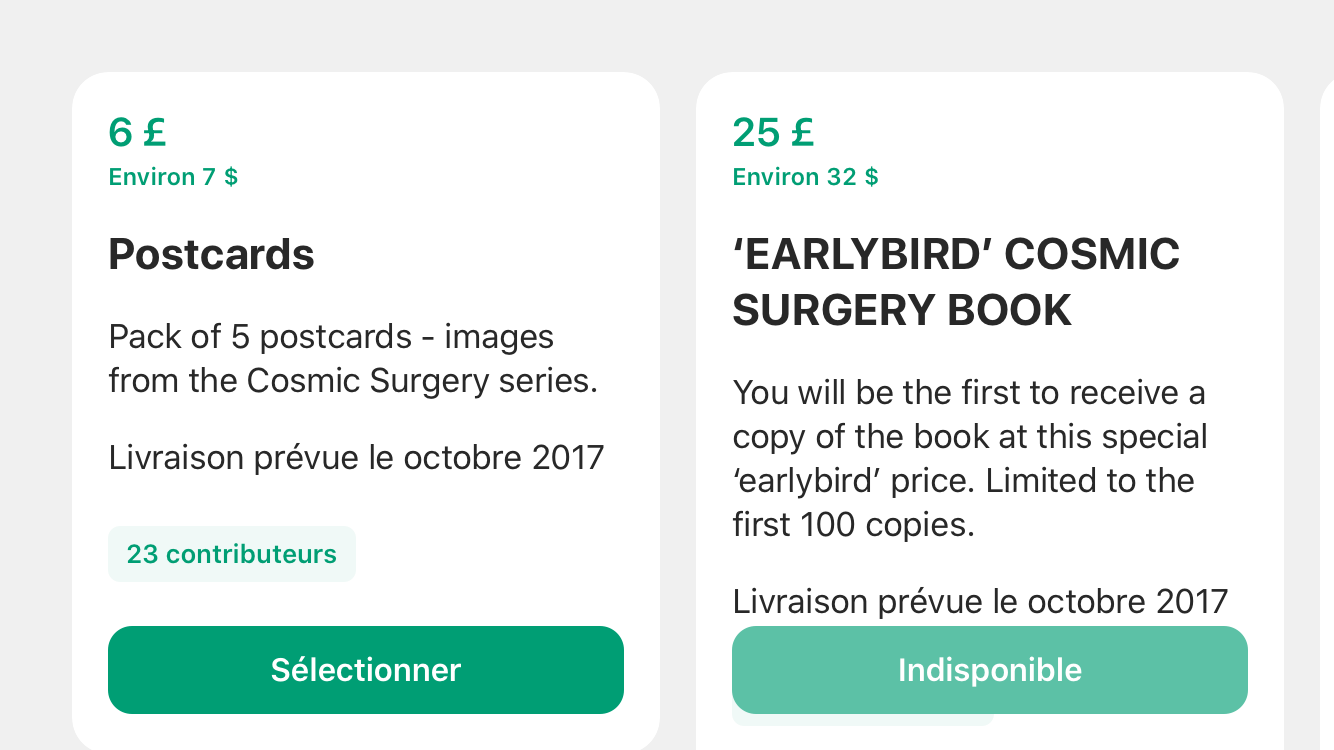 6 £
Environ 7 $
Postcards
Pack of 5 postcards - images
from the Cosmic Surgery series.
Livraison prévue le octobre 2017
23 contributeurs
Sélectionner
25 £
Environ 32 $
‘EARLYBIRD’ COSMIC
SURGERY BOOK
You will be the first to receive a
copy of the book at this special
‘earlybird’ price. Limited to the
first 100 copies.
Livraison prévue le octobre 2017
Indisponible